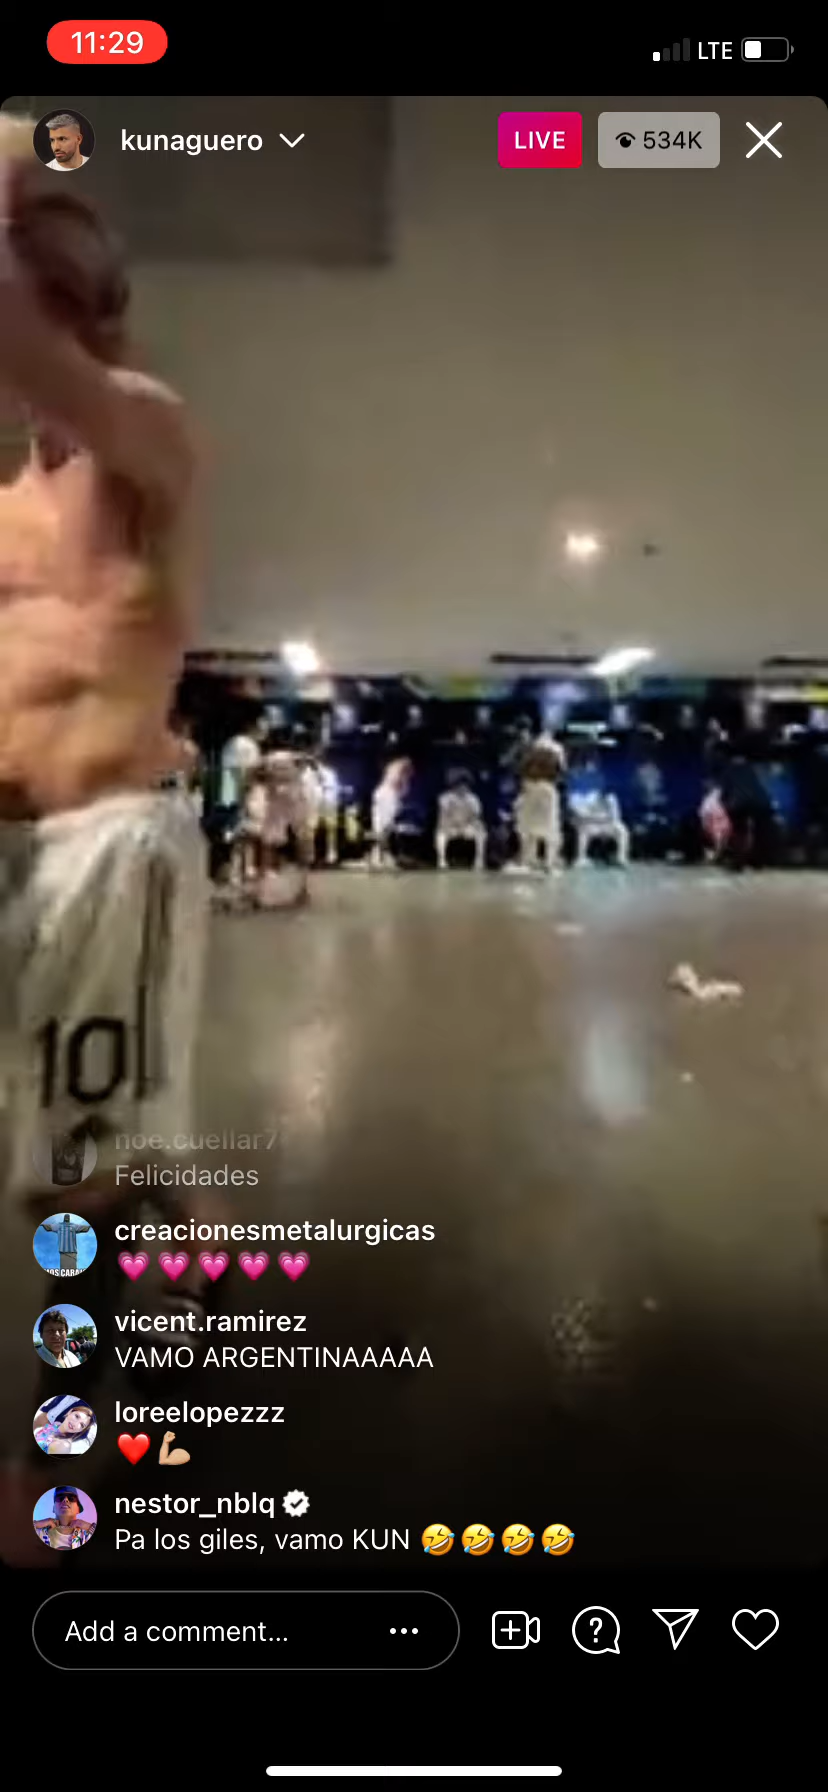 11:29
LTE
kunaguero
LIVE
534K
10
noe.cuellar7
Felicidades
creacionesmetalurgicas
💗💗💗💗💗
vicent.ramirez
VAMO ARGENTINAAAAA
loreelopezzz
❤️💪🏼
nestor_nblq
Pa los giles, vamo KUN 🤣🤣🤣🤣
Add a comment...